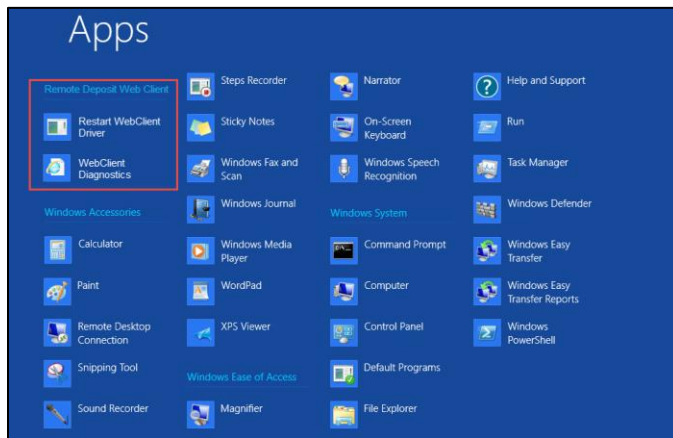 Apps
Remote Deposit Web Client
Restart WebClient
Driver
WebClient
Diagnostics
Windows Accessories
Calculator
Paint
Remote Desktop
Connection
Snipping Tool
Sound Recorder
Steps Recorder
Sticky Notes
Windows Fax and
Scan
Windows Journal
Windows Media
Player
WordPad
XPS Viewer
Windows Ease of Access
Magnifier
Narrator
On-Screen
Keyboard
Windows Speech
Recognition
Windows System
Command Prompt
Computer
Control Panel
Default Programs
File Explorer
Help and Support
Run
Task Manager
Windows Defender
Windows Easy
Transfer
Windows Easy
Transfer Reports
Windows
PowerShell